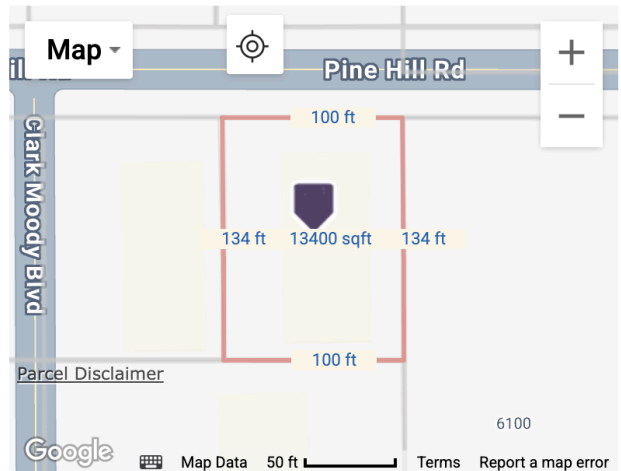 Map
Pine Hill Rd
Clark Moody Blvd
100 ft
134 ft 13400 sqft 134 ft
100 ft
Parcel Disclaimer
6100
Google
Map Data 50 ft Terms Report a map error